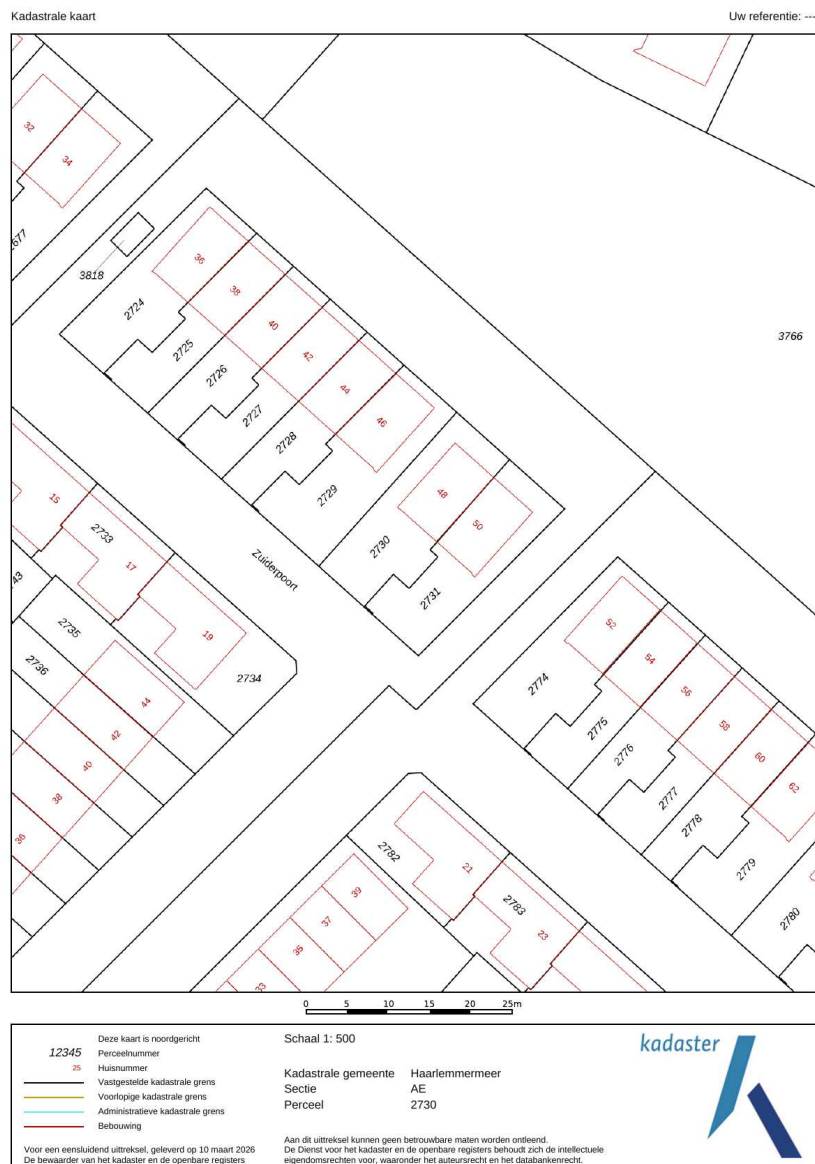 Kadastrale kaart
Uw referentie: ---
32
34
3818
36
38
40
42
44
46
48
50
2724
2725
2726
2727
2728
2729
2730
2731
3766
15
17
19
2733
2734
2735
2736
Zuiderpoort
44
42
40
38
36
52
54
56
58
60
62
2774
2775
2776
2777
2778
2779
2780
2782
2783
21
23
39
37
35
33
0 5 10 15 20 25m
Deze kaart is noordgericht
12345 Perceelnummer
25 Huisnummer
Vastgestelde kadastrale grens
Voorlopige kadastrale grens
Administratieve kadastrale grens
Bebouwing
Voor een eensluidend uittreksel, geleverd op 10 maart 2026
De bewaarder van het kadaster en de openbare registers
Schaal 1: 500
Kadastrale gemeente Haarlemmermeer
Sectie AE
Perceel 2730
Aan dit uittreksel kunnen geen betrouwbare maten worden ontleend.
De Dienst voor het kadaster en de openbare registers behoudt zich de intellectuele
eigendomsrechten voor, waaronder het auteursrecht en het databankenrecht.
kadaster